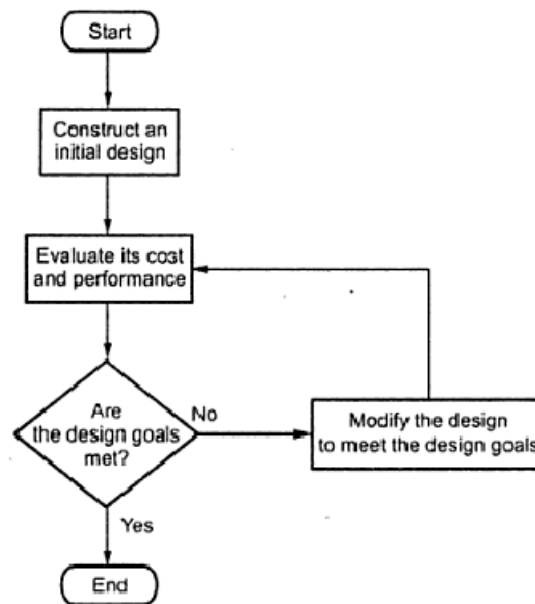 Start
Construct an
initial design
Evaluate its cost
and performance
Are
the design goals
met?
No
Modify the design
to meet the design goals
Yes
End